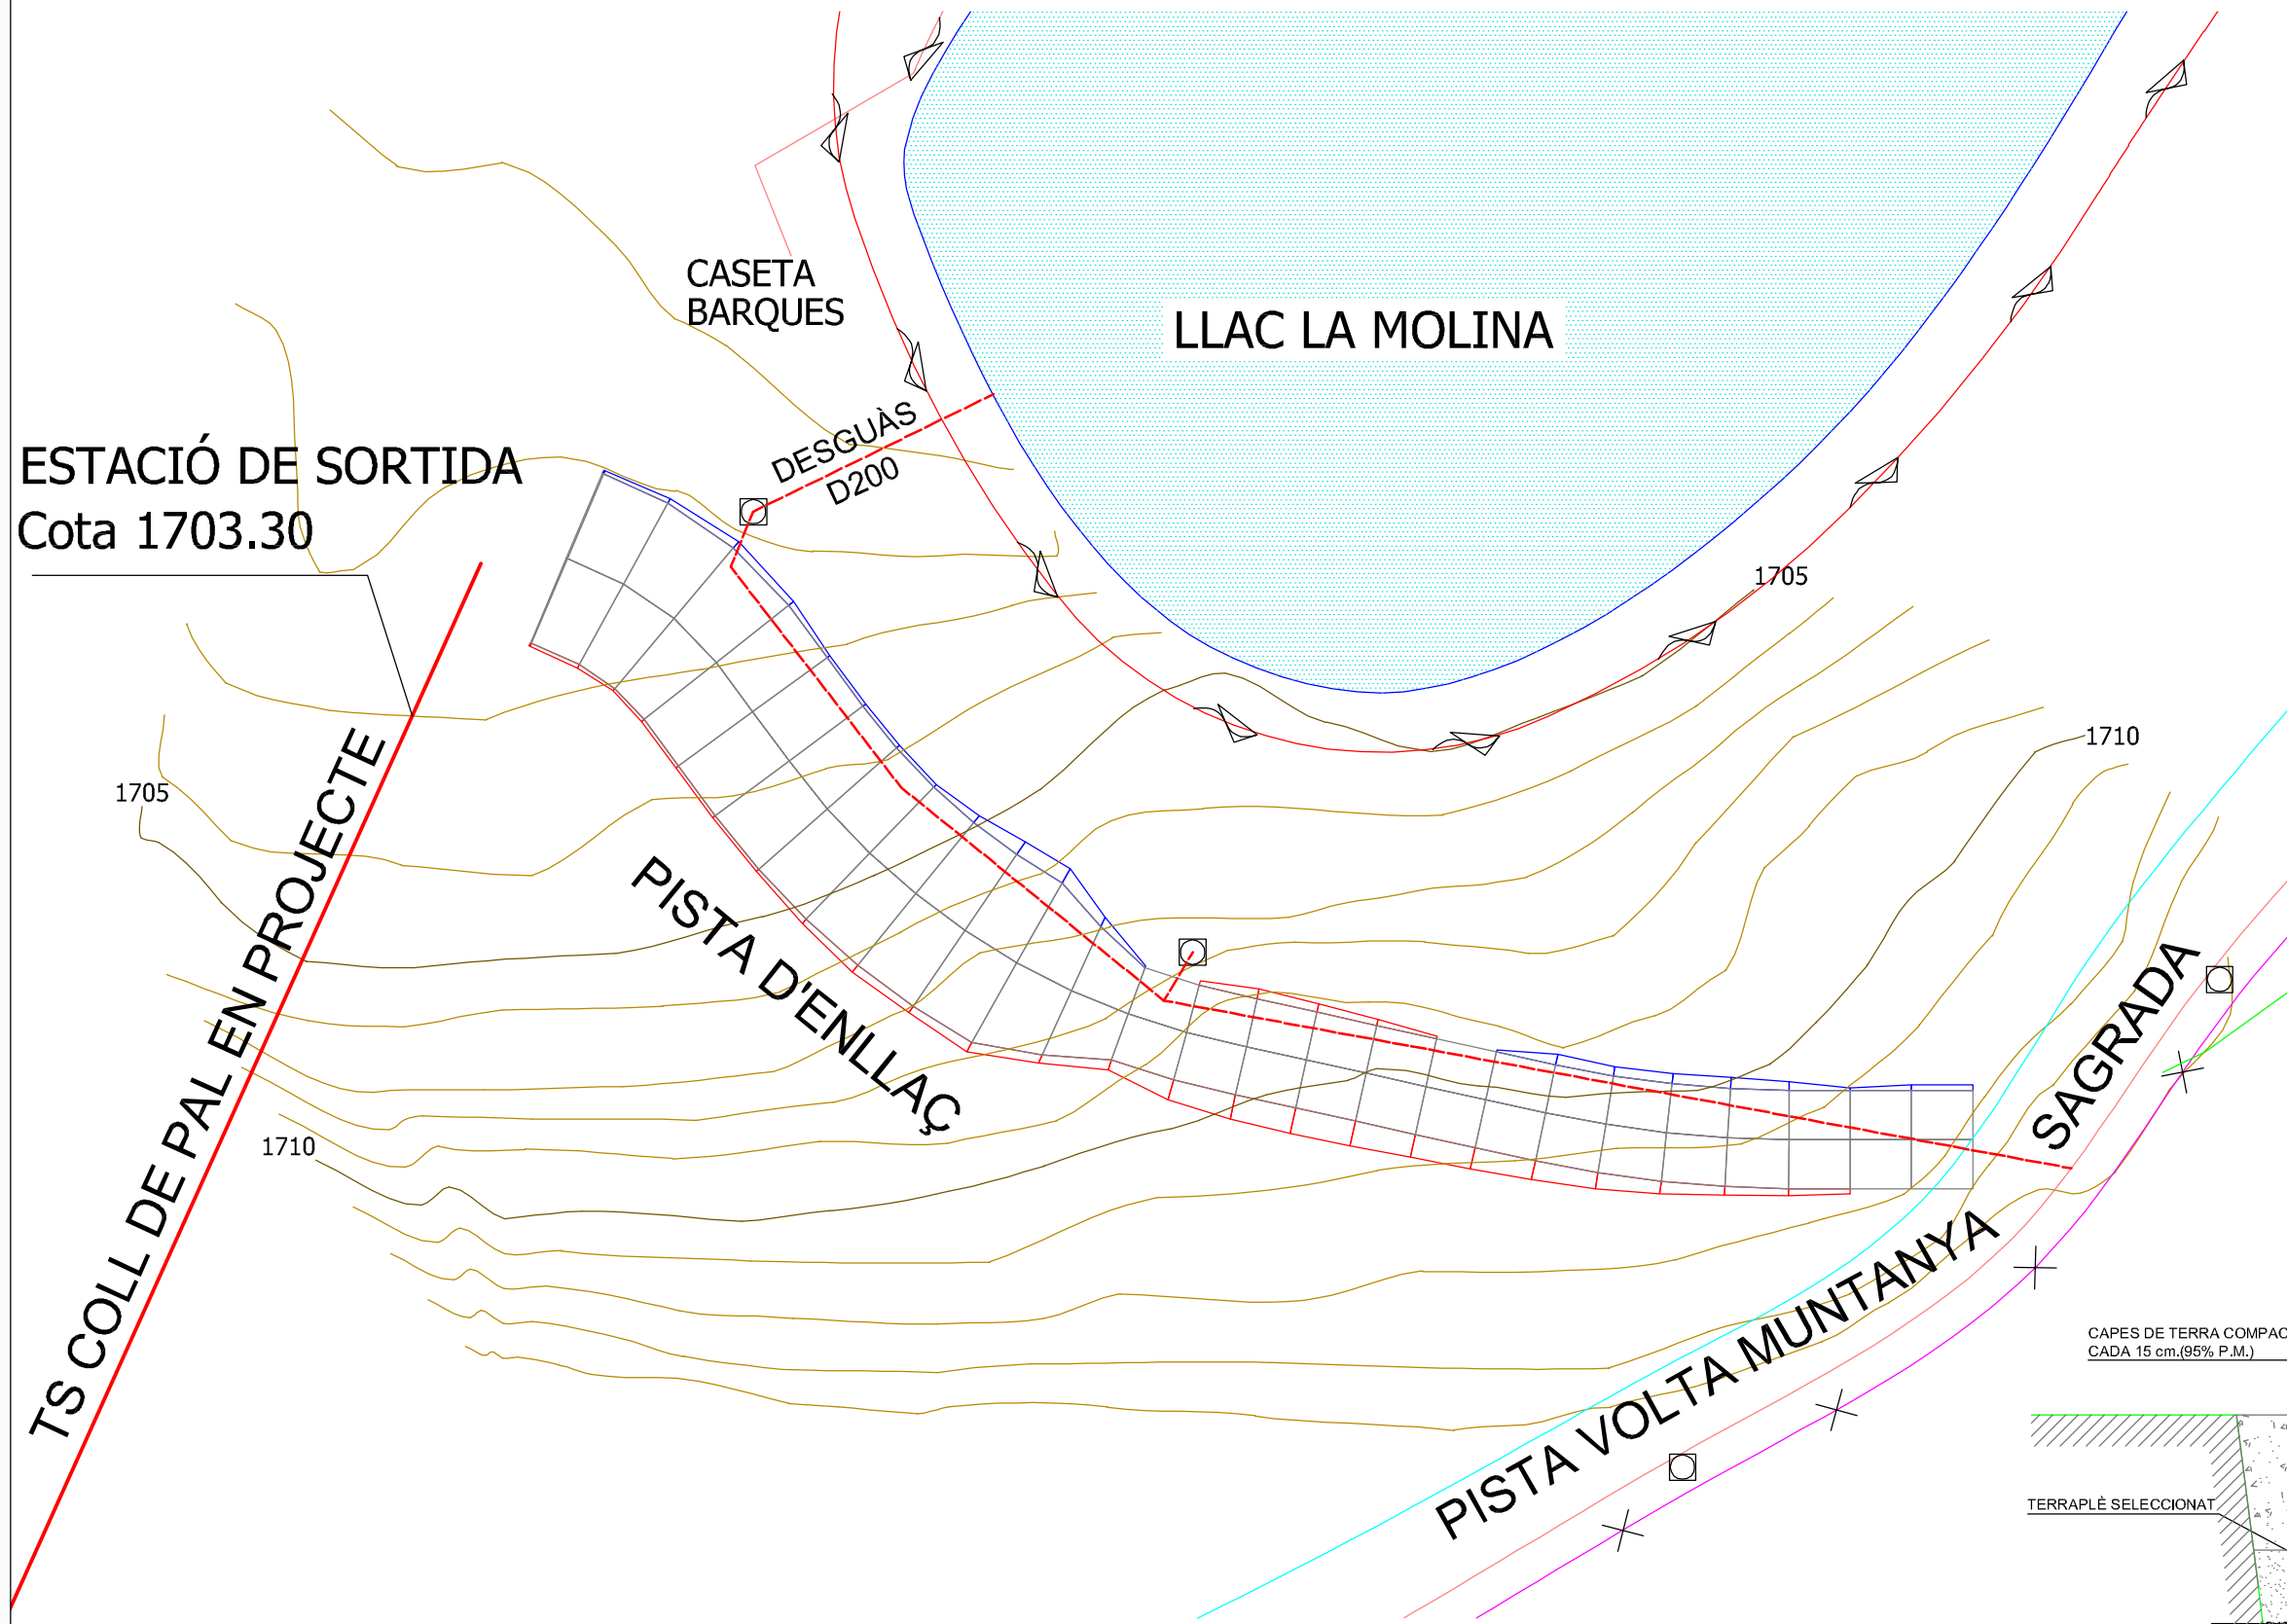 CASETA
BARQUES
LLAC LA MOLINA
DESGUÀS
D200
ESTACIÓ DE SORTIDA
Cota 1703.30
1705
1710
1705
PISTA D'ENLLAÇ
1710
TS COLL DE PAL EN PROJECTE
SAGRADA
PISTA VOLTA MUNTANYA
CAPES DE TERRA
CADA 15 cm.(95% P.M.)
TERRAPLÈ SELECCIONAT